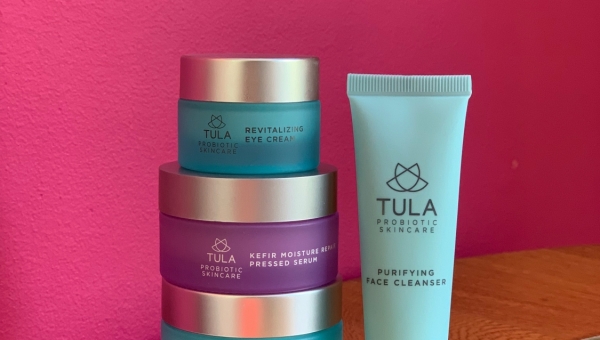 TULA
PROBIOTIC
SKINCARE
REVITALIZING
EYE CREAM
TULA
PROBIOTIC
SKINCARE
KEFIR MOISTURE REPAIR
PRESSED SERUM
TULA
PROBIOTIC
SKINCARE
PURIFYING
FACE CLEANSER